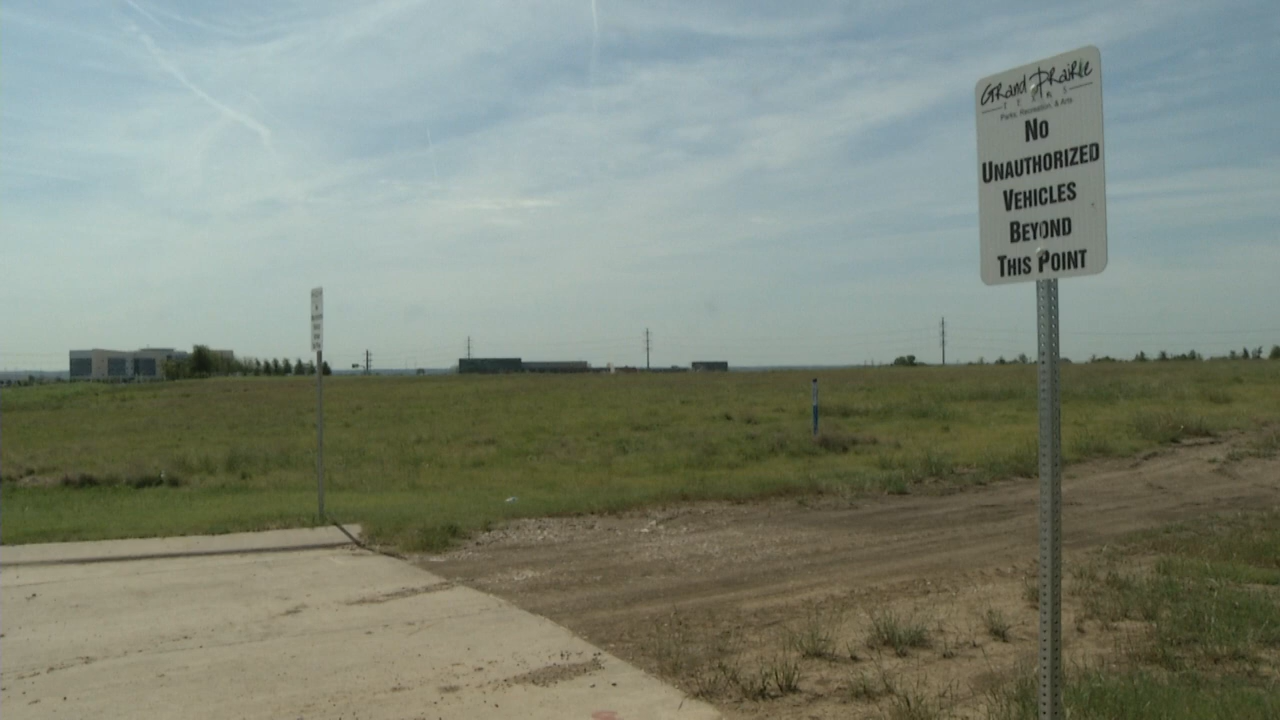 Grand Prairie
TEXAS
Parks, Recreation, & Arts
No
Unauthorized
Vehicles
Beyond
This Point